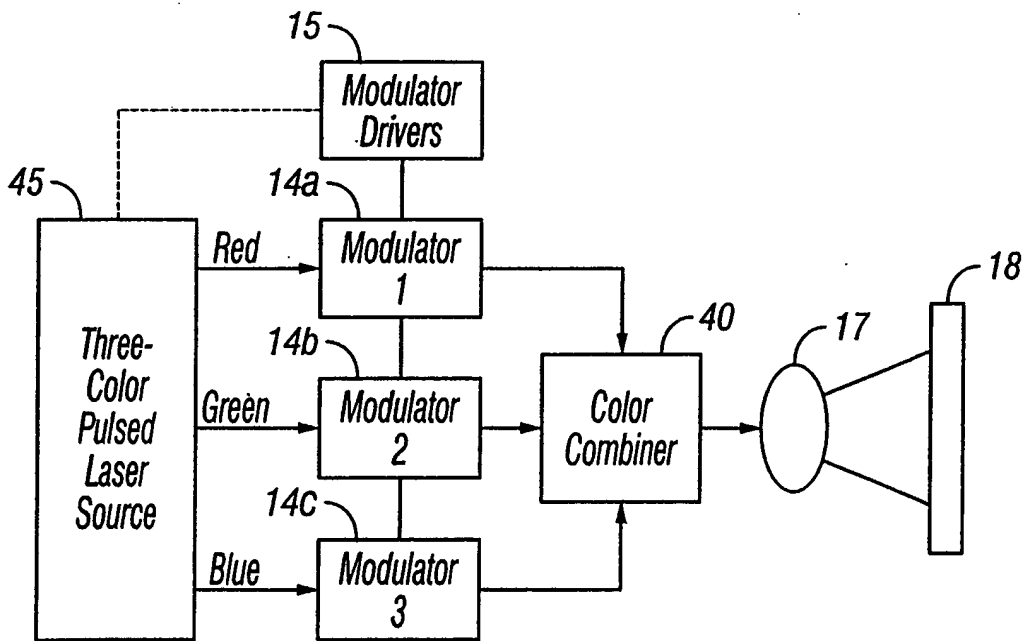 15
Modulator
Drivers
45
14a
Red
Modulator
1
18
Three-
Color
Pulsed
Laser
Source
14b
40
17
Green
Modulator
2
Color
Combiner
14c
Blue
Modulator
3